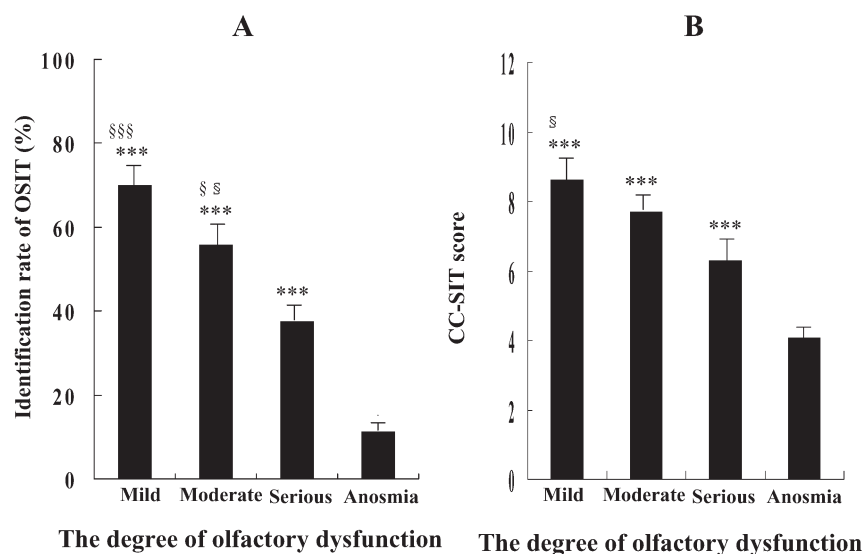 A
Identification rate of OSIT (%)
100
80
60
40
20
0
§§§
***
§ §
***
***
Mild Moderate Serious Anosmia
The degree of olfactory dysfunction
B
CC-SIT score
12
10
8
6
4
2
0
§
***
***
***
Mild Moderate Serious Anosmia
The degree of olfactory dysfunction